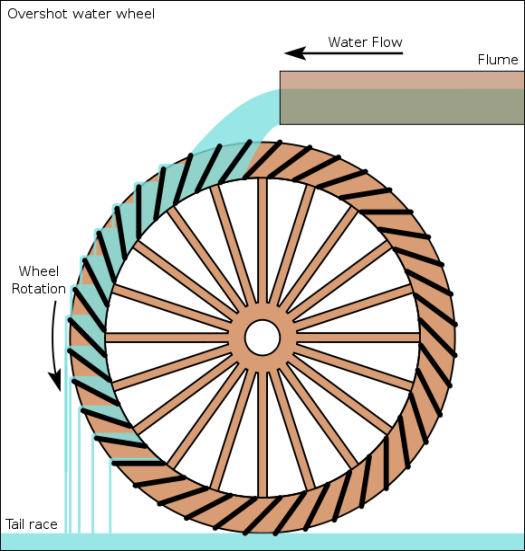 Overshot water wheel
Water Flow
Flume
Wheel
Rotation
Tail race